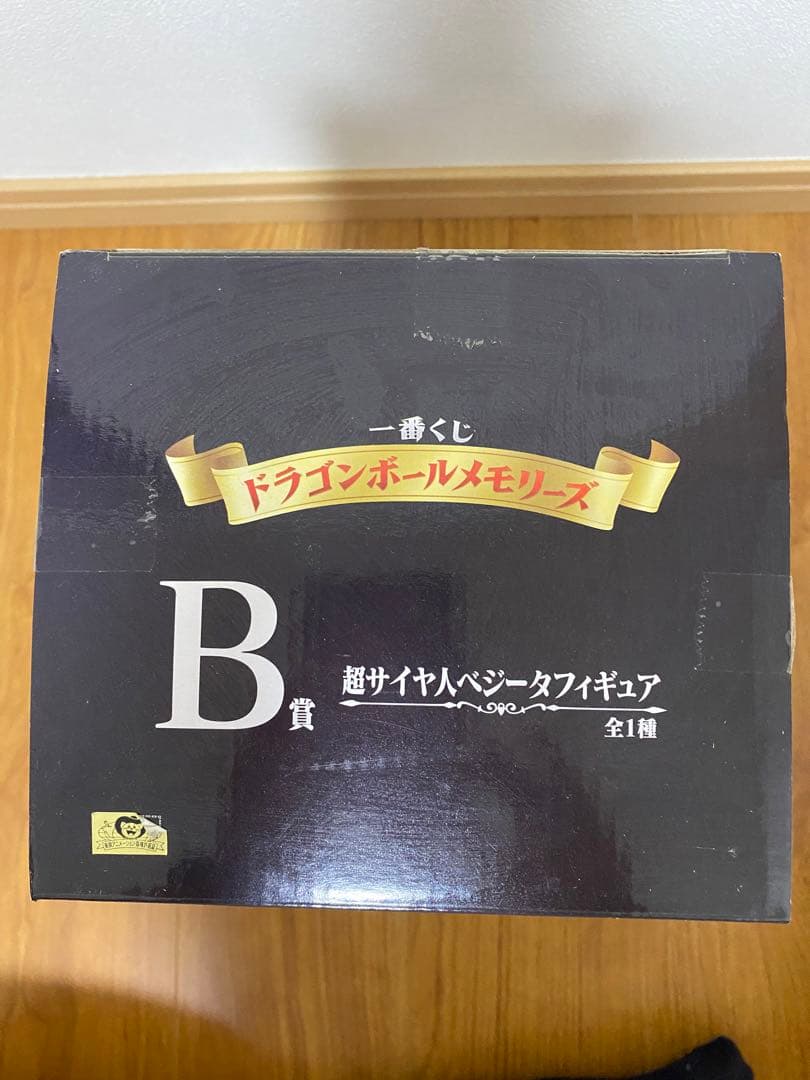 一番くじ
ドラゴンボールメモリーズ
B賞
超サイヤ人ベジータフィギュア
全1種